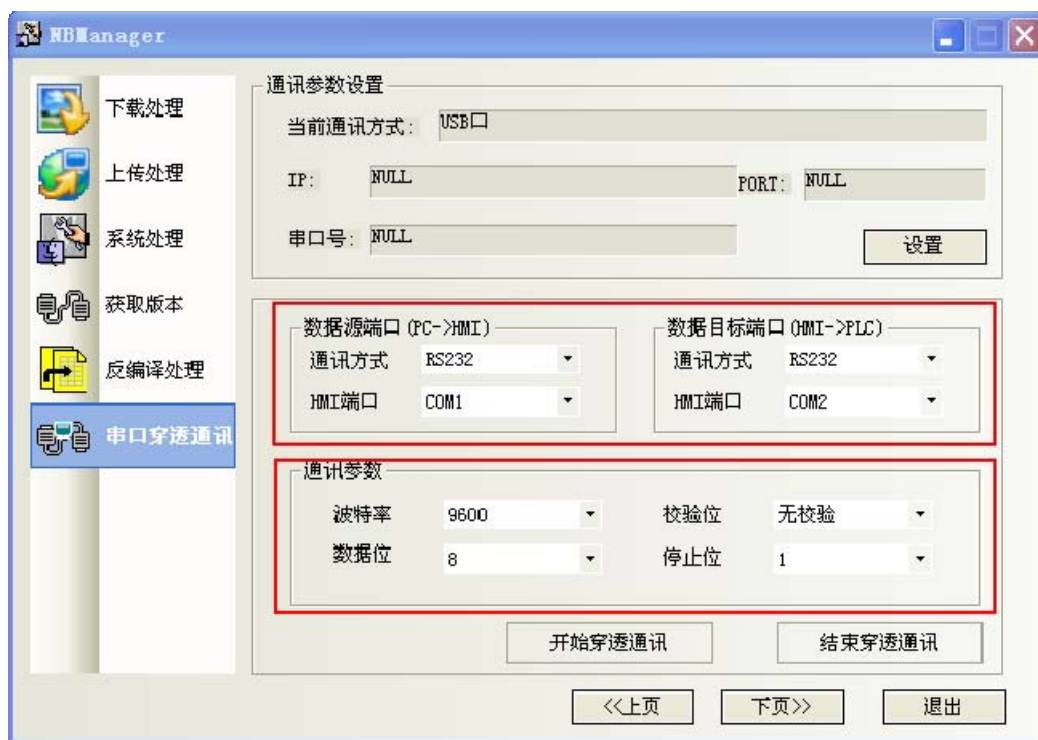 NBManager
下载处理
上传处理
系统处理
获取版本
反编译处理
串口穿透通讯
通讯参数设置
当前通讯方式: USB口
IP: NULL PORT: NULL
串口号: NULL 设置
数据源端口(PC->HMI) 数据目标端口(HMI->PLC)
通讯方式 RS232 通讯方式 RS232
HMI端口 COM1 HMI端口 COM2
通讯参数
波特率 9600 校验位 无校验
数据位 8 停止位 1
开始穿透通讯 结束穿透通讯
<<上页 下页>> 退出